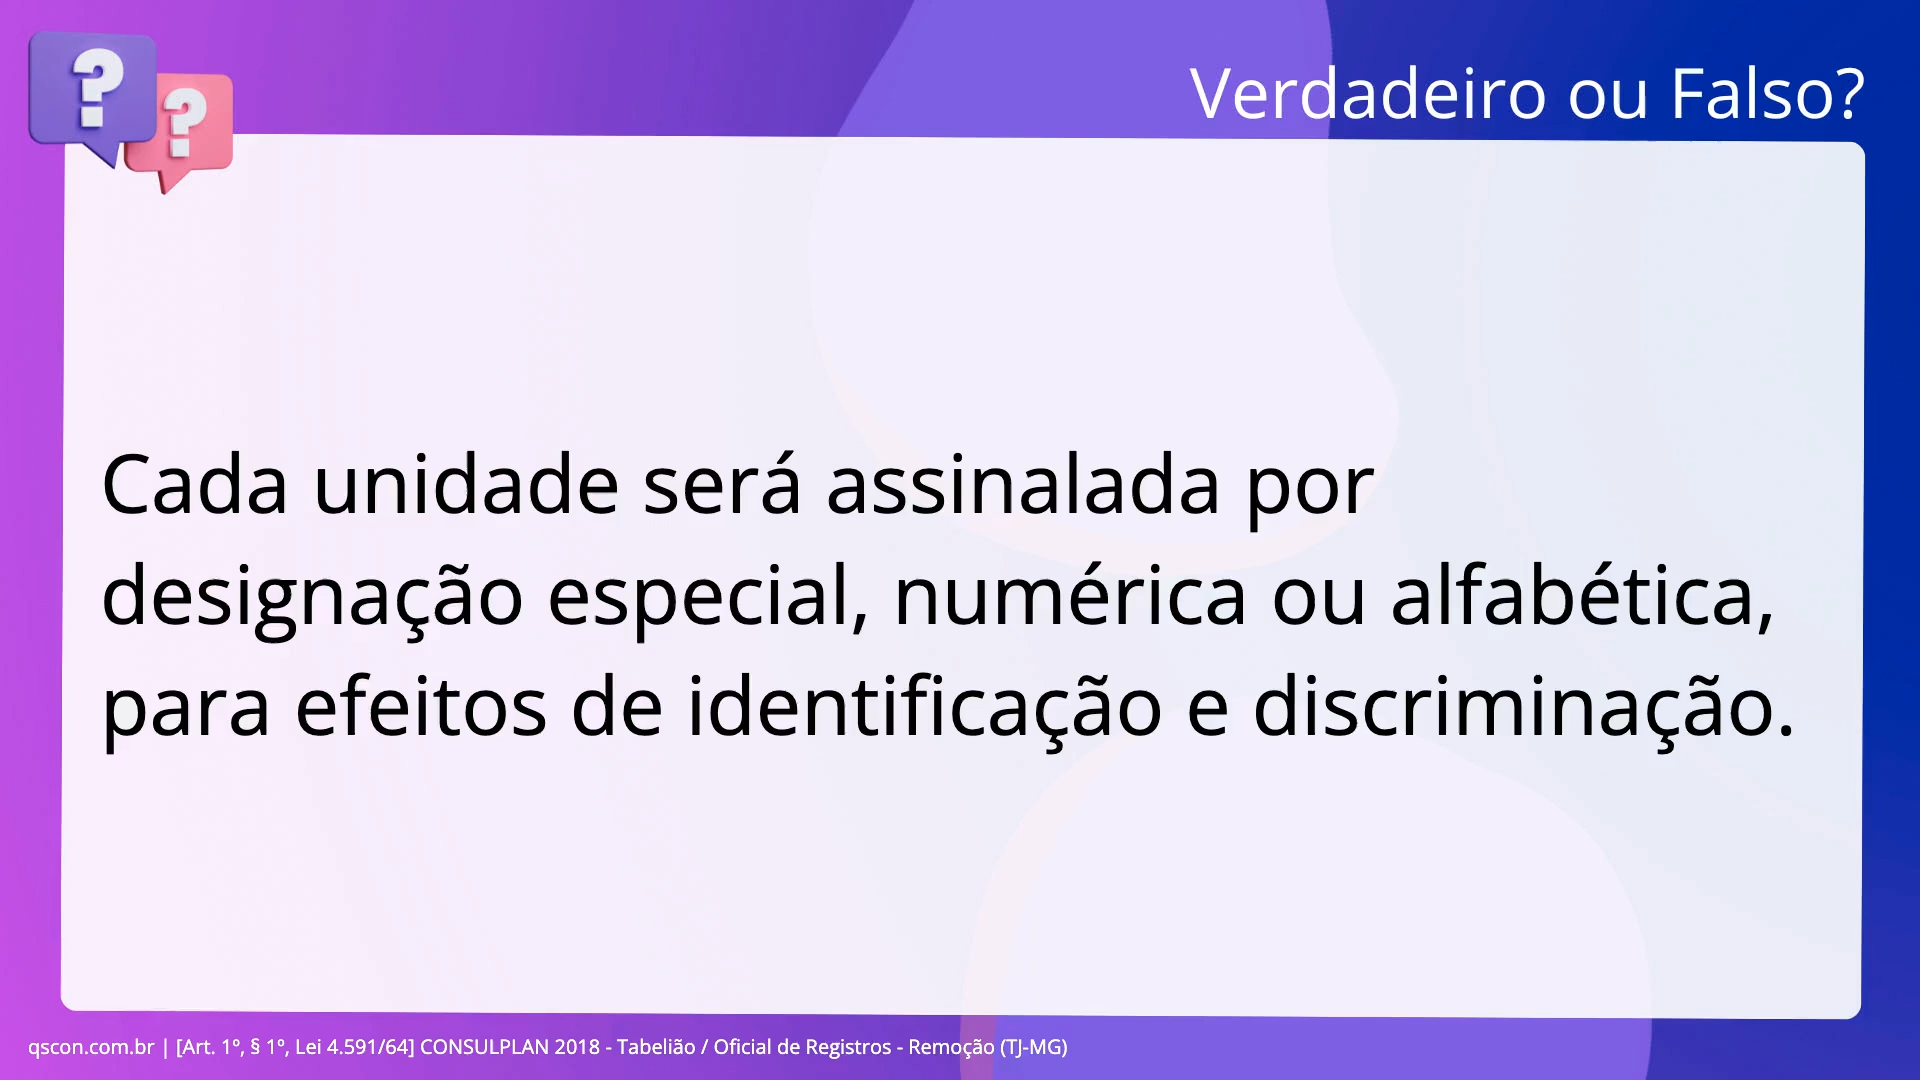 Verdadeiro ou Falso?
Cada unidade será assinalada por
designação especial, numérica ou alfabética,
para efeitos de identificação e discriminação.
qscon.com.br | [Art. 1º, § 1º, Lei 4.591/64] CONSULPLAN 2018 - Tabelião / Oficial de Registros - Remoção (TJ-MG)